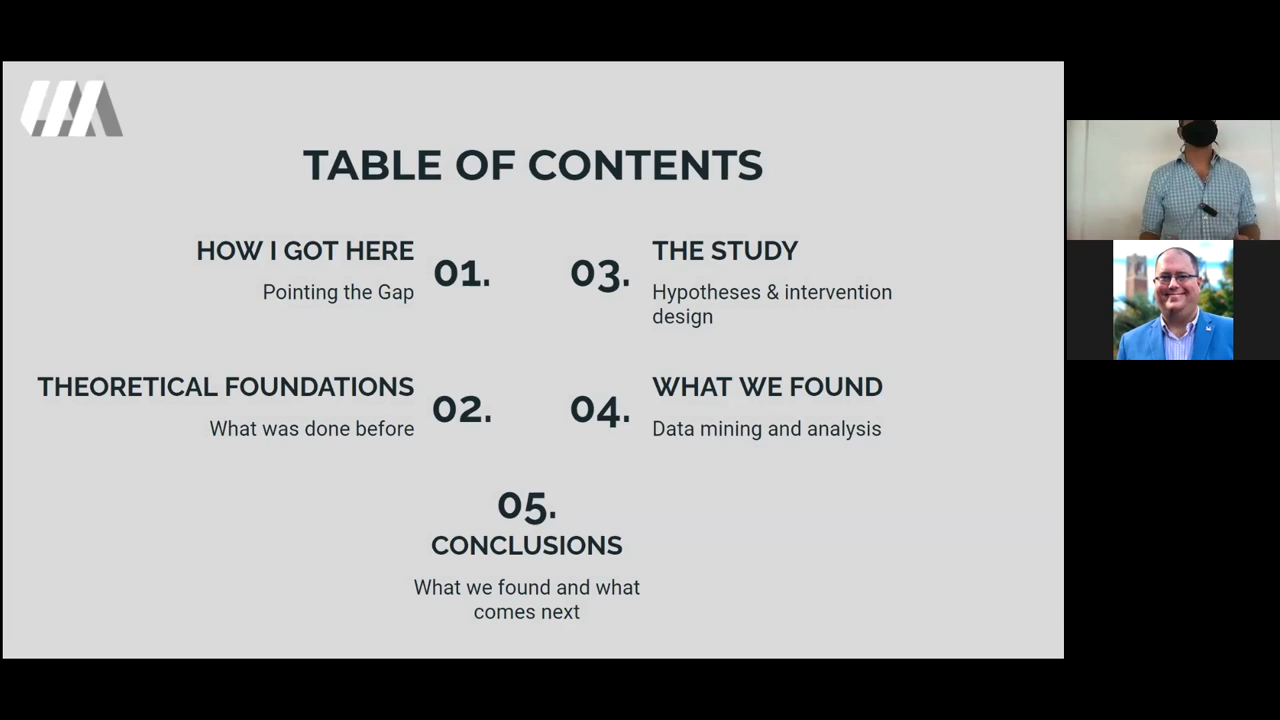 TABLE OF CONTENTS
HOW I GOT HERE
Pointing the Gap
01.
THEORETICAL FOUNDATIONS
What was done before
02.
03.
THE STUDY
Hypotheses & intervention
design
04.
WHAT WE FOUND
Data mining and analysis
05.
CONCLUSIONS
What we found and what
comes next